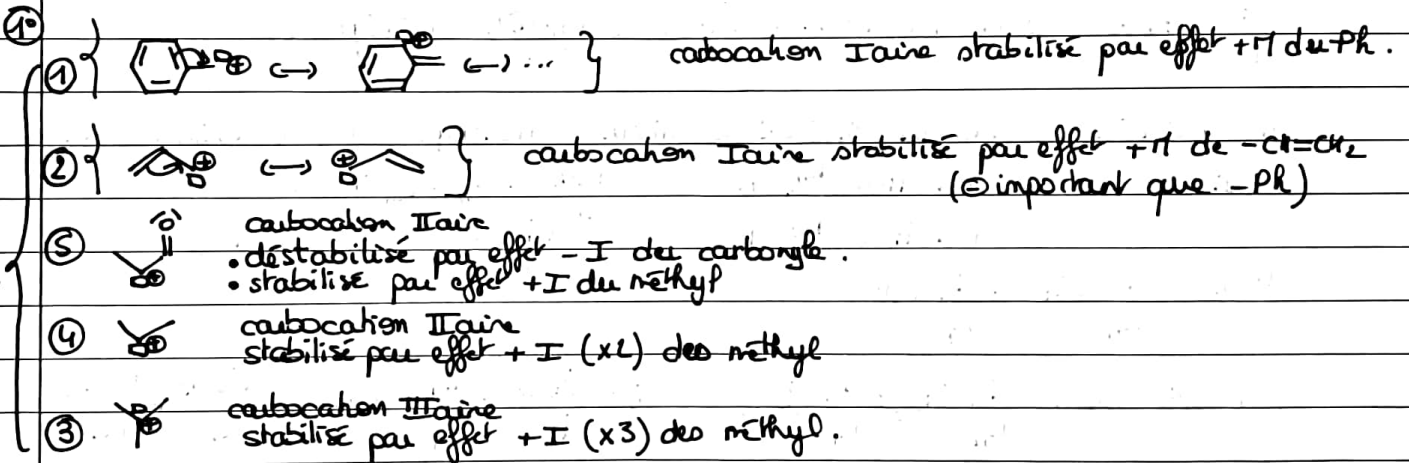 1°
① { ⊕ ↔ ⊕ ↔ ... } carbocation Iaire stabilisé par effet +M du Ph.
② { ⊕ ↔ ⊕ } carbocation Iaire stabilisé par effet +M de -CH=CH2
(⊖ important que -Ph)
⑤ O ⊕ carbocation IIaire
• déstabilisé par effet -I du carbonyle.
• stabilisé par effet +I du méthyl
④ ⊕ carbocation IIaire
stabilisé par effet +I (x2) des méthyl
③ ⊕ carbocation IIIaire
stabilisé par effet +I (x3) des méthyl.